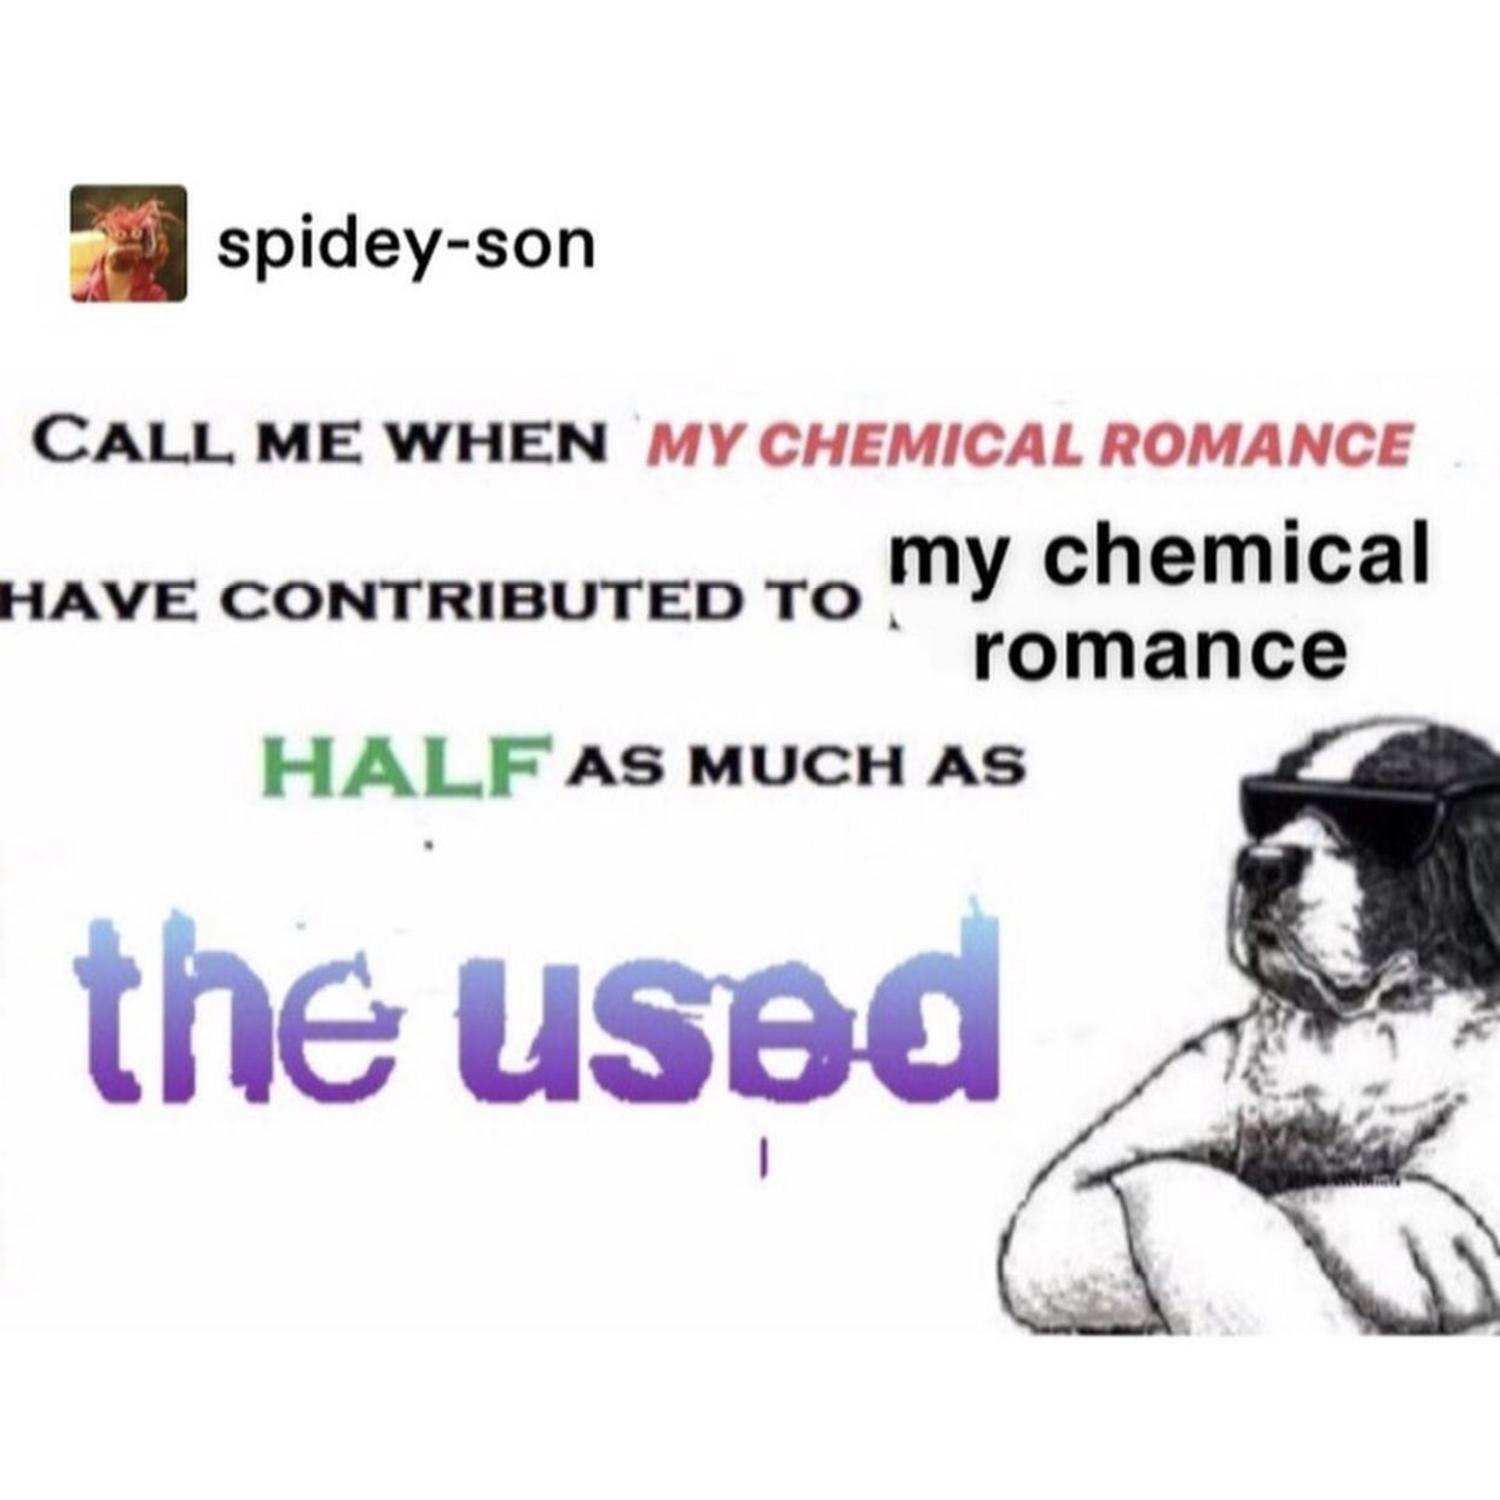 spidey-son
CALL ME WHEN MY CHEMICAL ROMANCE
HAVE CONTRIBUTED TO my chemical
romance
HALF AS MUCH AS
the used